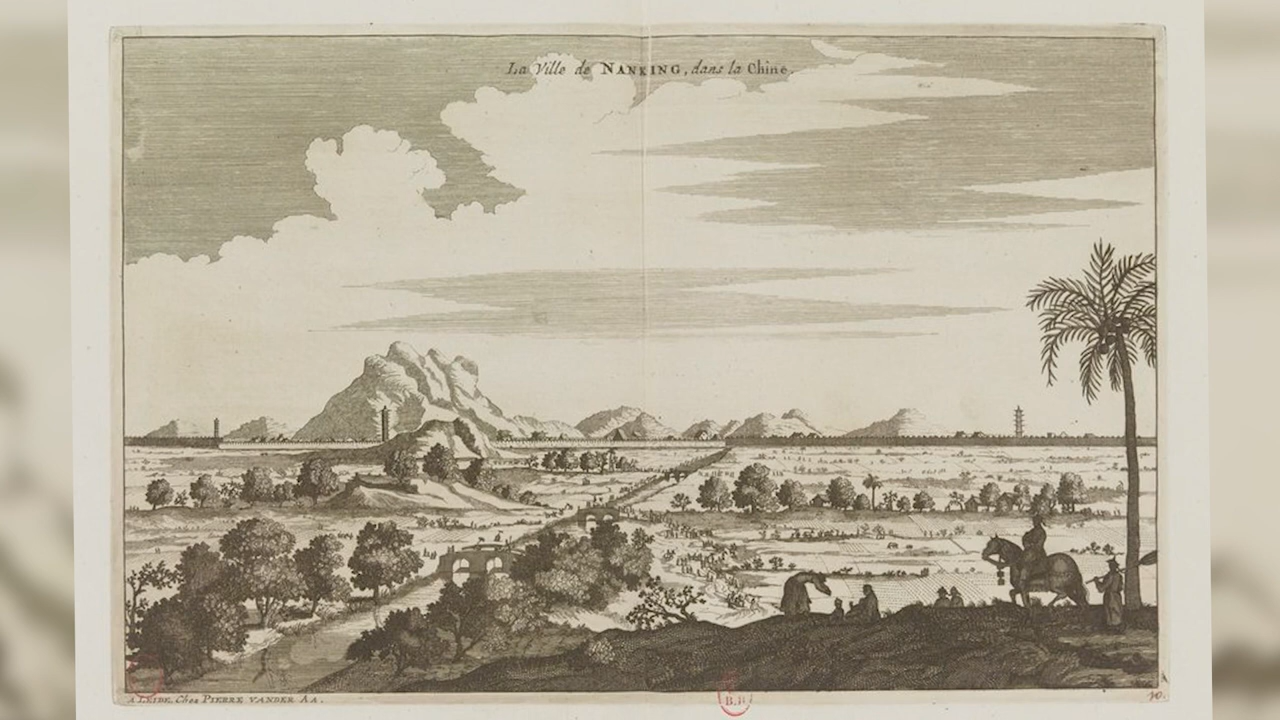 La Ville de NANKING, dans la Chine.
A LEIDE, Chez PIERRE VANDER AA.